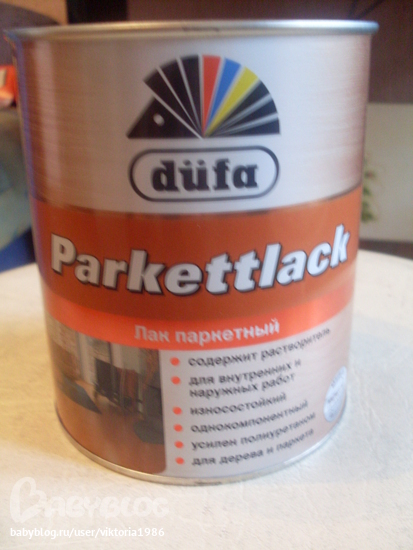 düfa
Parkettlack
Лак паркетный
содержит растворитель
для внутренних и
наружных работ
износостойкий
однокомпонентный
усилен полиуретаном
для дерева и паркета
BABYBLOG
babyblog.ru/user/viktoria1986